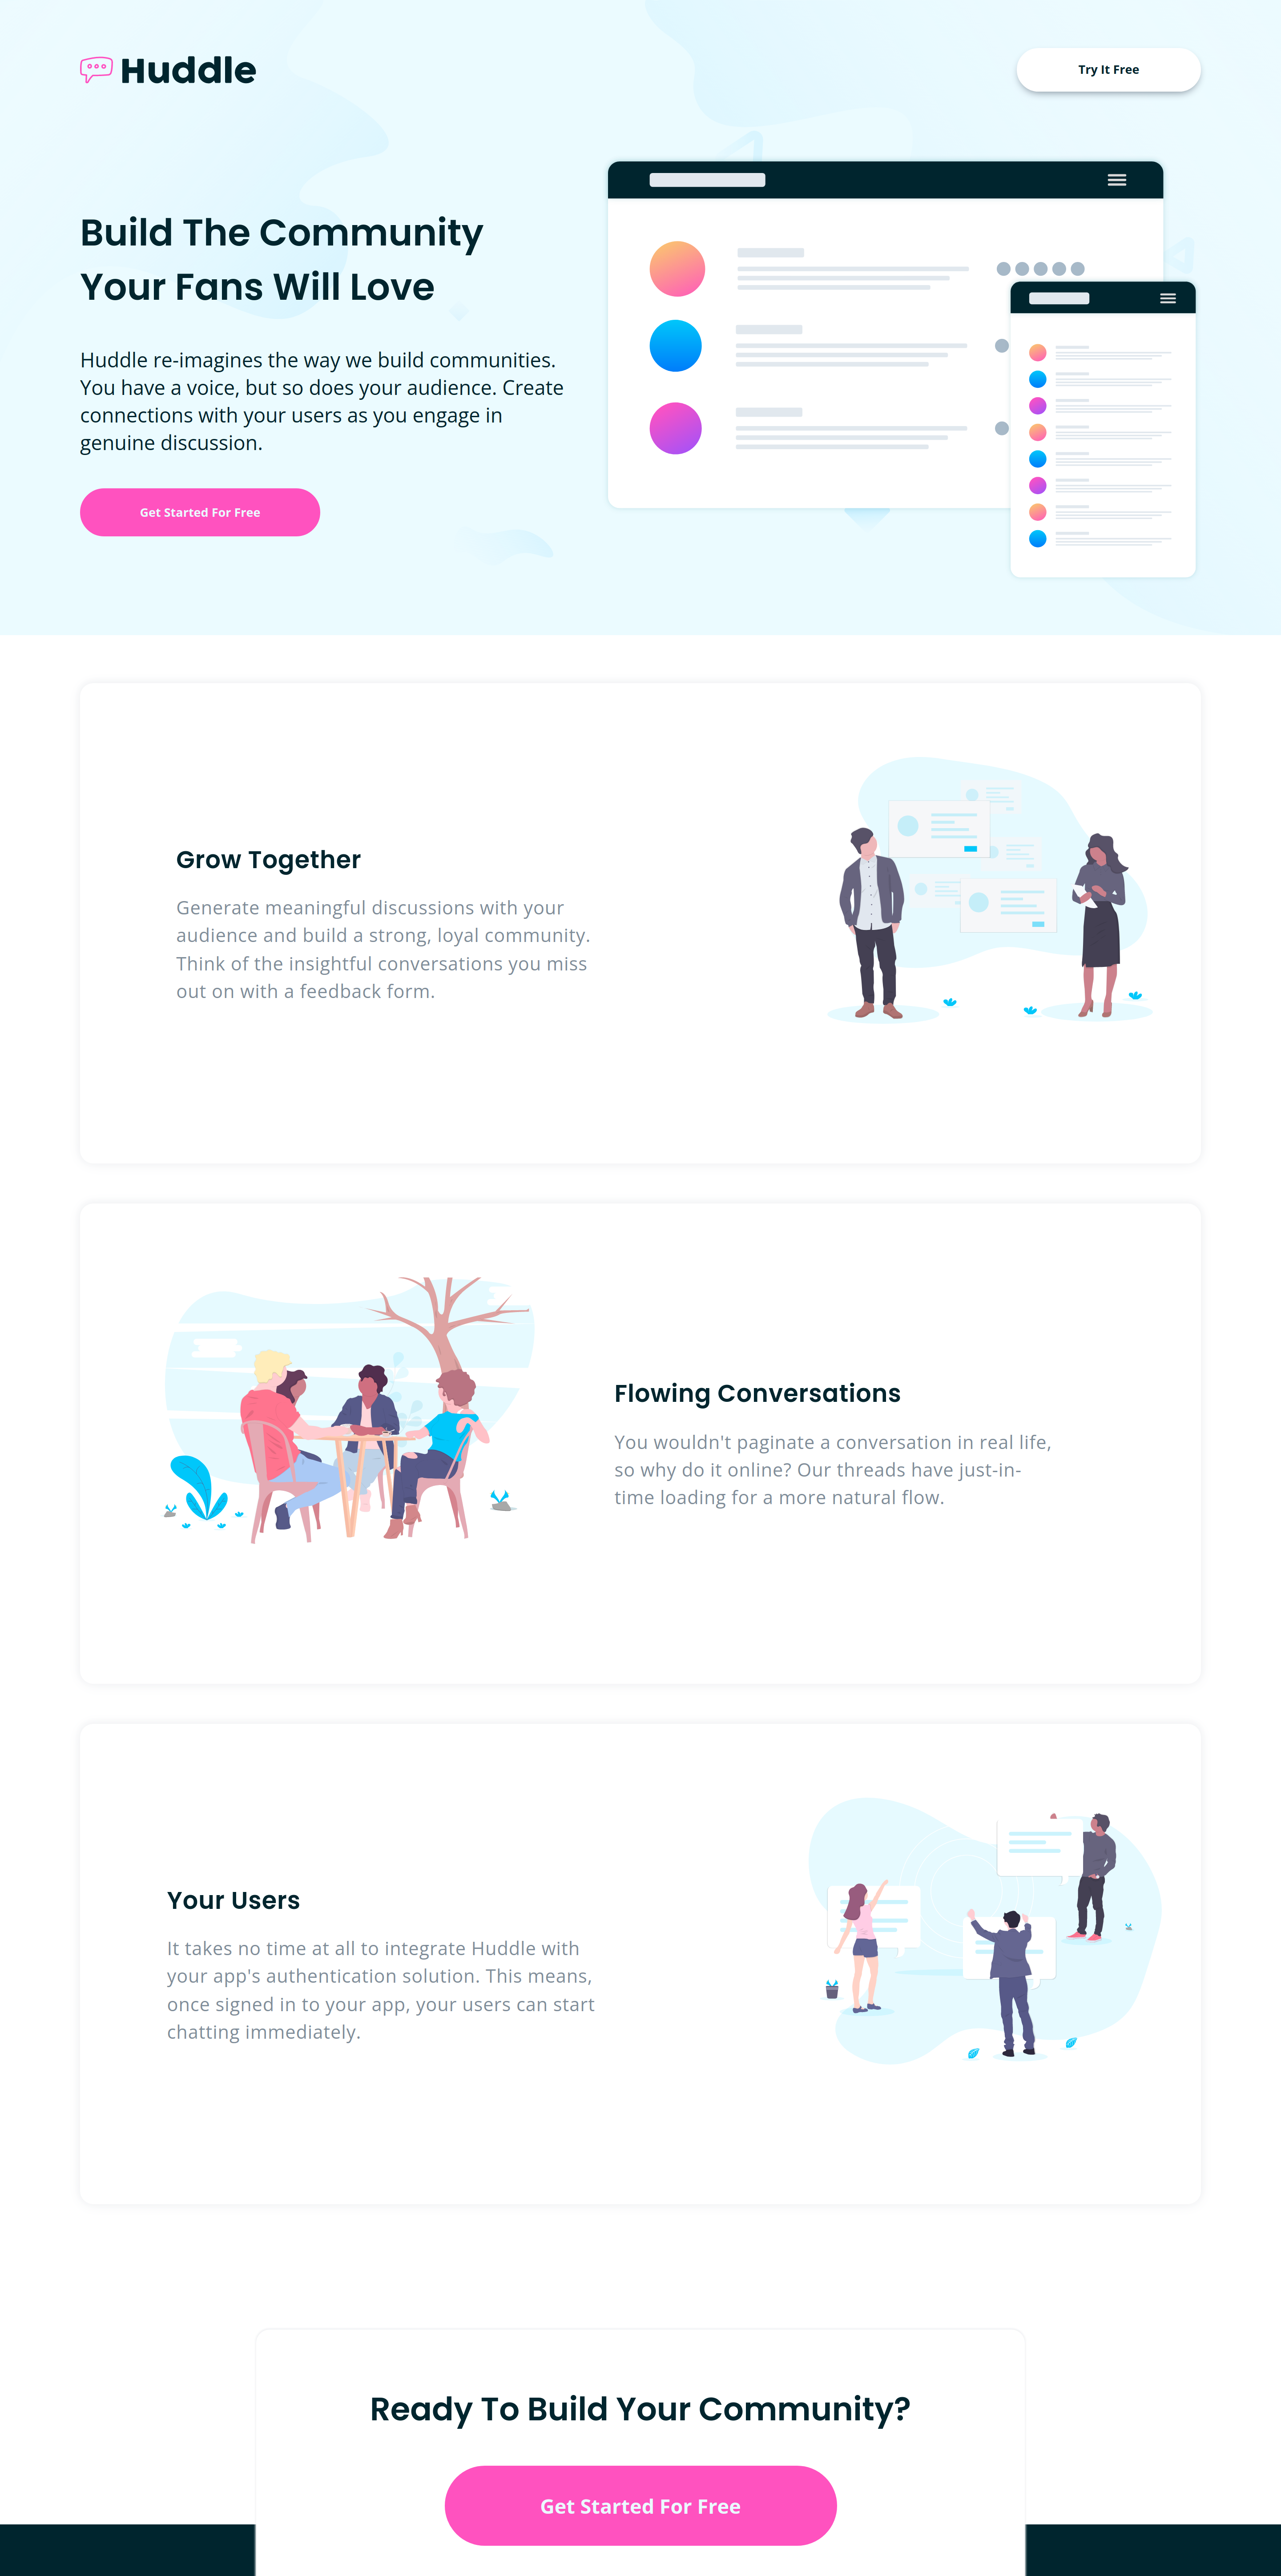 Huddle
Try It Free
Build The Community
Your Fans Will Love
Huddle re-imagines the way we build communities.
You have a voice, but so does your audience. Create
connections with your users as you engage in
genuine discussion.
Get Started For Free
Grow Together
Generate meaningful discussions with your
audience and build a strong, loyal community.
Think of the insightful conversations you miss
out on with a feedback form.
Flowing Conversations
You wouldn't paginate a conversation in real life,
so why do it online? Our threads have just-in-
time loading for a more natural flow.
Your Users
It takes no time at all to integrate Huddle with
your app's authentication solution. This means,
once signed in to your app, your users can start
chatting immediately.
Ready To Build Your Community?
Get Started For Free